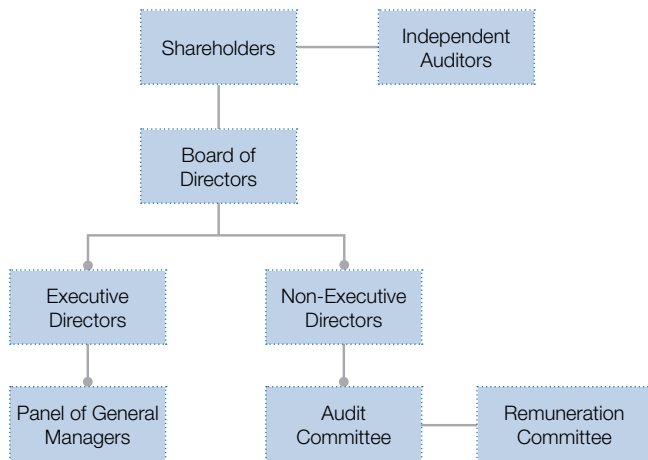 Shareholders
Independent
Auditors
Board of
Directors
Executive
Directors
Non-Executive
Directors
Panel of General
Managers
Audit
Committee
Remuneration
Committee